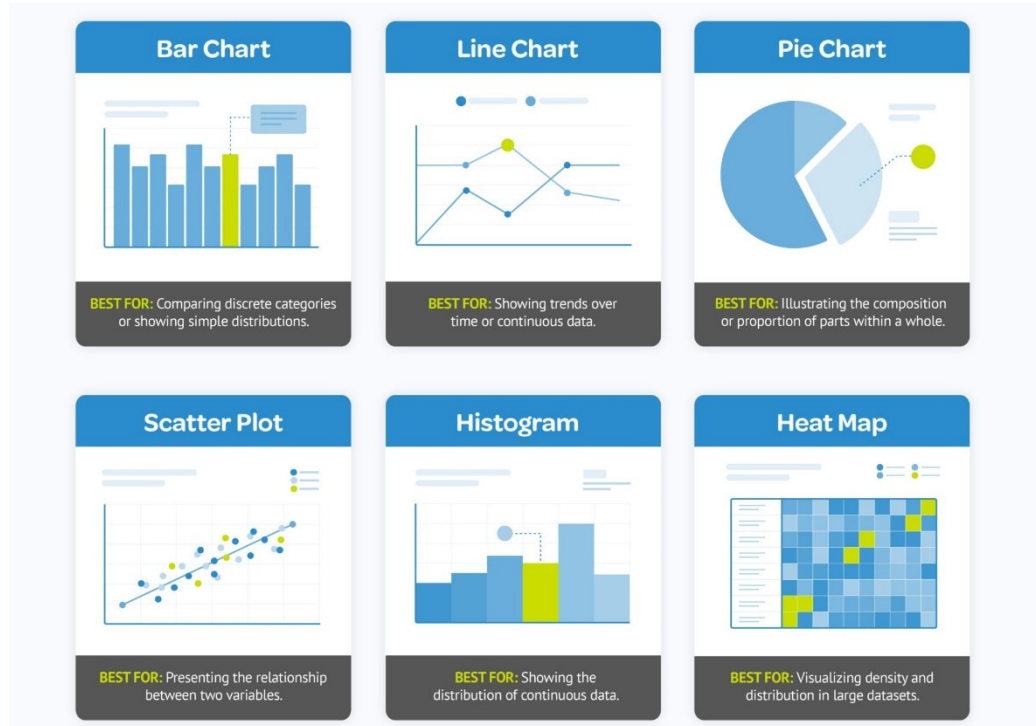 Bar Chart
Line Chart
Pie Chart
BEST FOR: Comparing discrete categories
or showing simple distributions.
BEST FOR: Showing trends over
time or continuous data.
BEST FOR: Illustrating the composition
or proportion of parts within a whole.
Scatter Plot
Histogram
Heat Map
BEST FOR: Presenting the relationship
between two variables.
BEST FOR: Showing the
distribution of continuous data.
BEST FOR: Visualizing density and
distribution in large datasets.